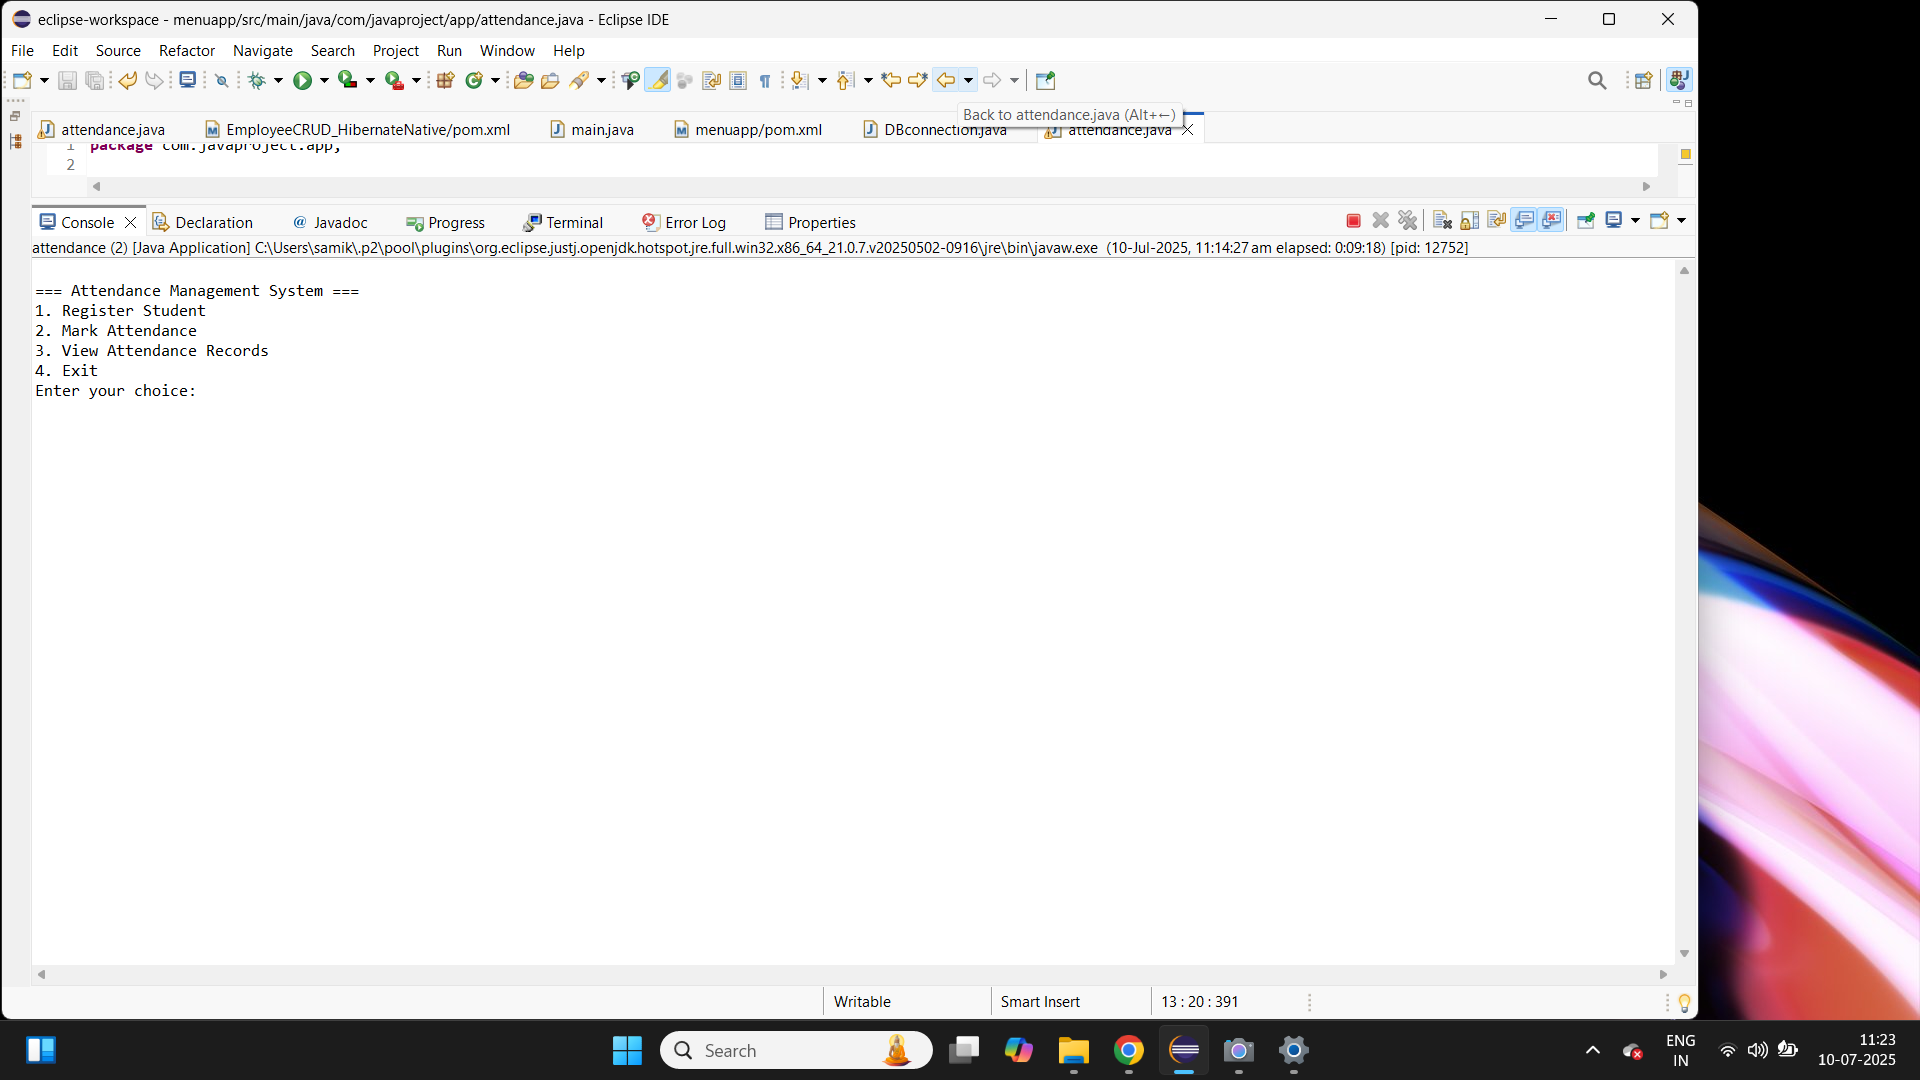 eclipse-workspace - menuapp/src/main/java/com/javaproject/app/attendance.java - Eclipse IDE
File Edit Source Refactor Navigate Search Project Run Window Help
Back to attendance.java (Alt+←)
attendance.java EmployeeCRUD_HibernateNative/pom.xml main.java menuapp/pom.xml DBconnection.java attendance.java
1 package com.javaproject.app;
2
Console Declaration @ Javadoc Progress Terminal Error Log Properties
attendance (2) [Java Application] C:\Users\samik\.p2\pool\plugins\org.eclipse.justj.openjdk.hotspot.jre.full.win32.x86_64_21.0.7.v20250502-0916\jre\bin\javaw.exe (10-Jul-2025, 11:14:27 am elapsed: 0:09:18) [pid: 12752]
=== Attendance Management System ===
1. Register Student
2. Mark Attendance
3. View Attendance Records
4. Exit
Enter your choice:
Writable Smart Insert 13 : 20 : 391
Search
ENG
IN
11:23
10-07-2025